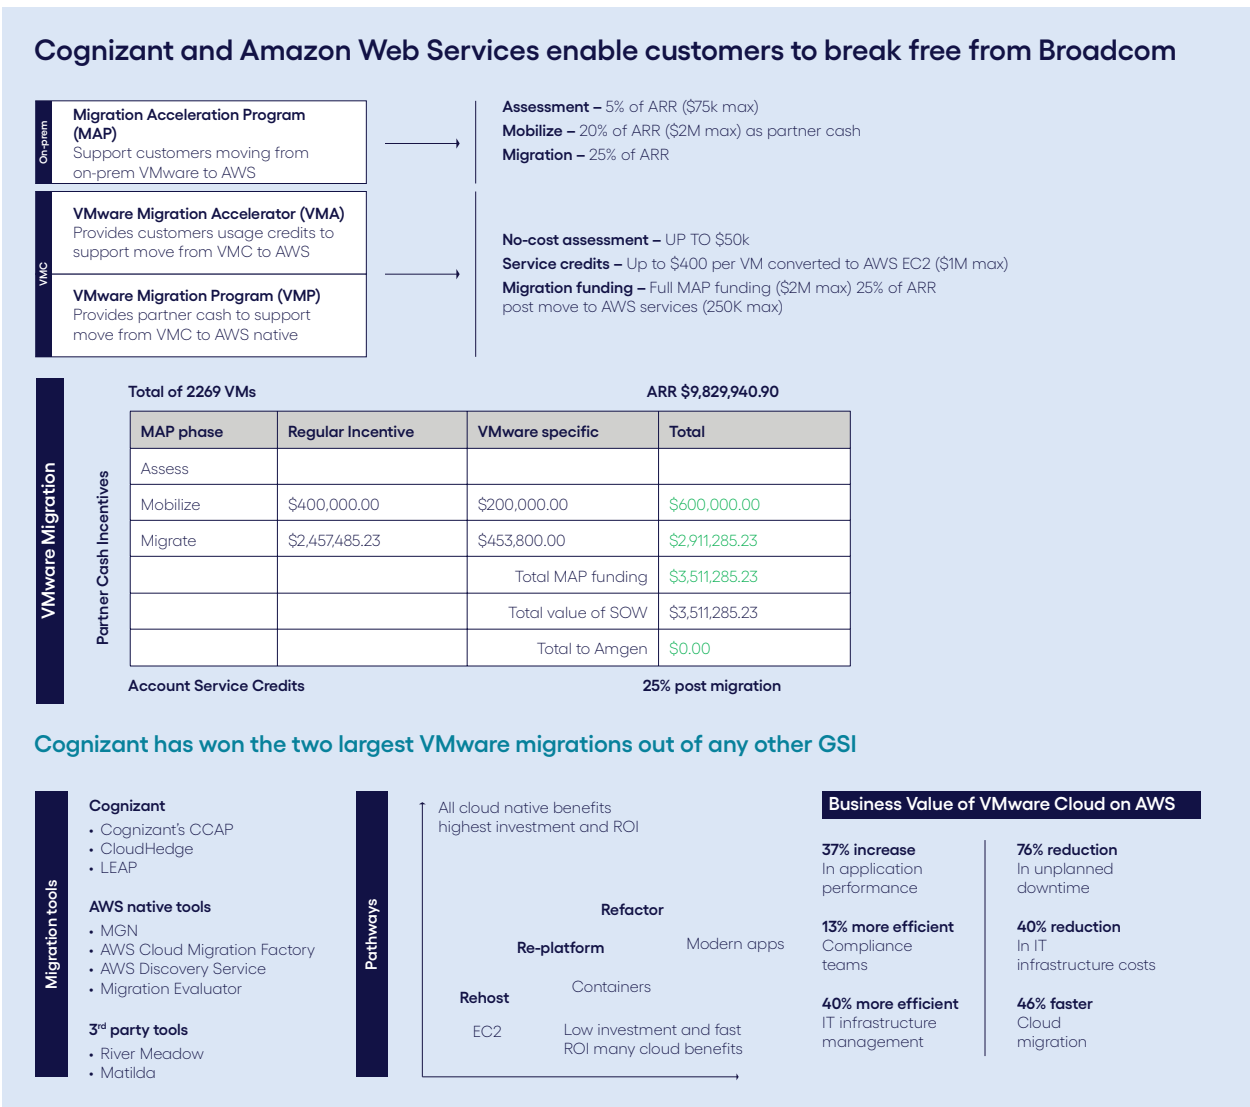 Cognizant and Amazon Web Services enable customers to break free from Broadcom
On-prem
Migration Acceleration Program
(MAP)
Support customers moving from
on-prem VMware to AWS
Assessment – 5% of ARR ($75k max)
Mobilize – 20% of ARR ($2M max) as partner cash
Migration – 25% of ARR
VMC
VMware Migration Accelerator (VMA)
Provides customers usage credits to
support move from VMC to AWS
VMware Migration Program (VMP)
Provides partner cash to support
move from VMC to AWS native
No-cost assessment – UP TO $50k
Service credits – Up to $400 per VM converted to AWS EC2 ($1M max)
Migration funding – Full MAP funding ($2M max) 25% of ARR
post move to AWS services (250K max)
VMware Migration
Partner Cash Incentives
Total of 2269 VMs ARR $9,829,940.90
MAP phase Regular Incentive VMware specific Total
Assess
Mobilize $400,000.00 $200,000.00 $600,000.00
Migrate $2,457,485.23 $453,800.00 $2,911,285.23
Total MAP funding $3,511,285.23
Total value of SOW $3,511,285.23
Total to Amgen $0.00
Account Service Credits 25% post migration
Cognizant has won the two largest VMware migrations out of any other GSI
Migration tools
Cognizant
• Cognizant's CCAP
• CloudHedge
• LEAP
AWS native tools
• MGN
• AWS Cloud Migration Factory
• AWS Discovery Service
• Migration Evaluator
3rd party tools
• River Meadow
• Matilda
Pathways
All cloud native benefits
highest investment and ROI
Refactor
Modern apps
Re-platform
Containers
Rehost
EC2
Low investment and fast
ROI many cloud benefits
Business Value of VMware Cloud on AWS
37% increase
In application
performance
13% more efficient
Compliance
teams
40% more efficient
IT infrastructure
management
76% reduction
In unplanned
downtime
40% reduction
In IT
infrastructure costs
46% faster
Cloud
migration